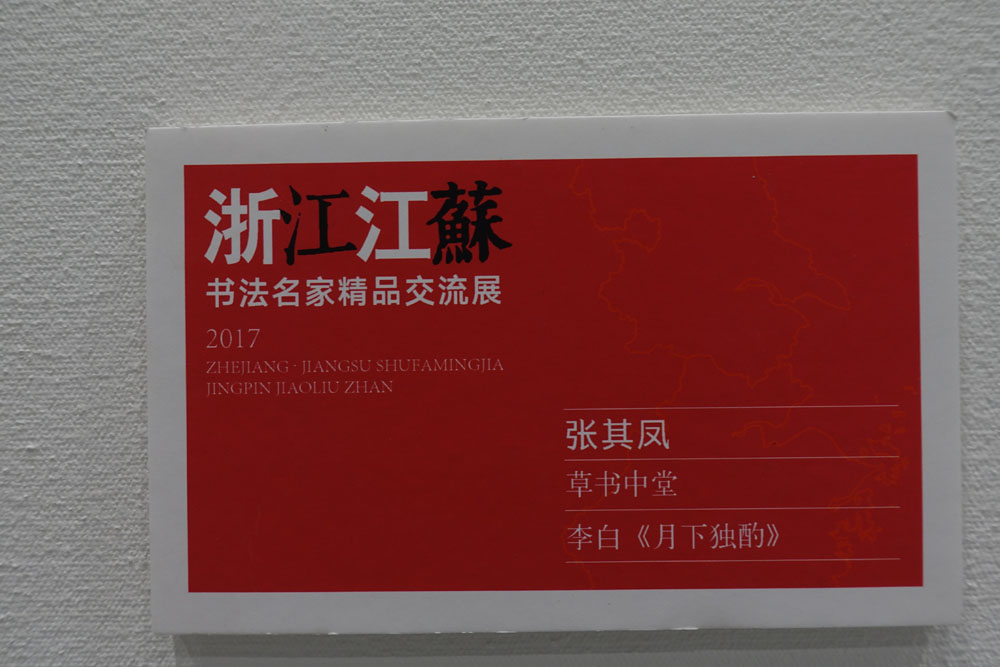 浙江江蘇
书法名家精品交流展
2017
ZHEJIANG · JIANGSU SHUFAMINGJIA
JINGPIN JIAOLIU ZHAN
张其凤
草书中堂
李白《月下独酌》